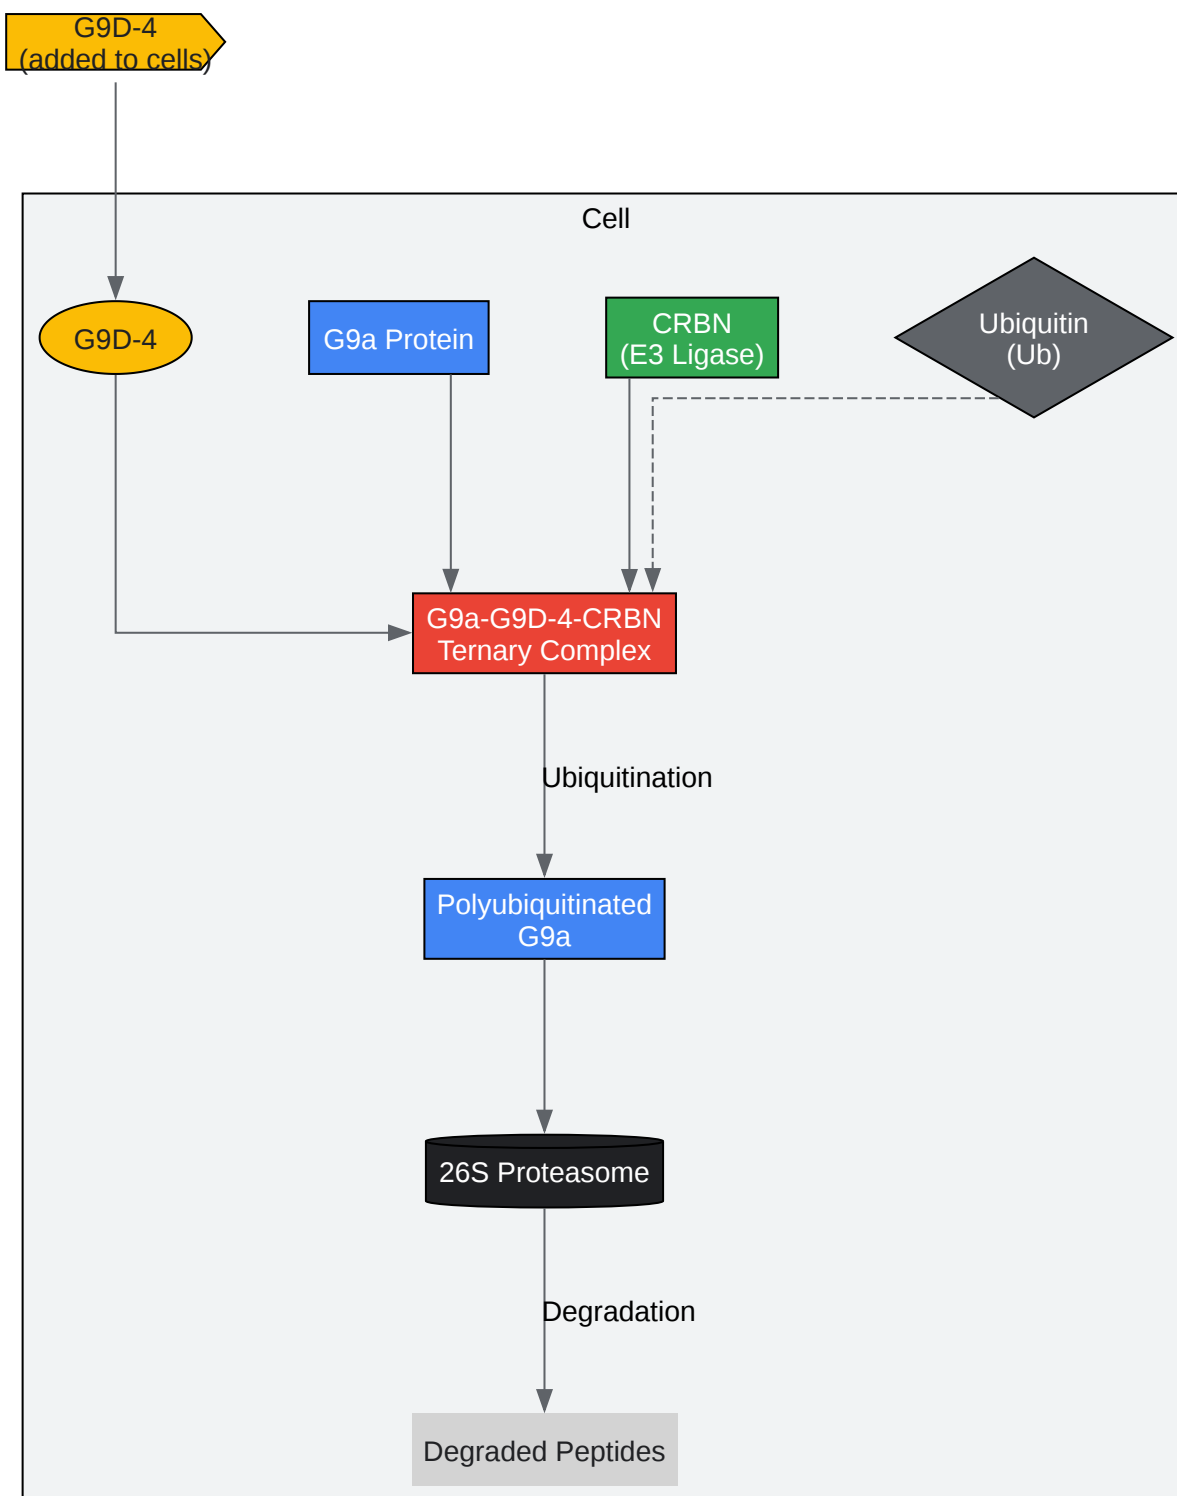 G9D-4
(added to cells)
Cell
G9D-4
G9a Protein
CRBN
(E3 Ligase)
Ubiquitin
(Ub)
G9a-G9D-4-CRBN
Ternary Complex
Ubiquitination
Polyubiquitinated
G9a
26S Proteasome
Degradation
Degraded Peptides